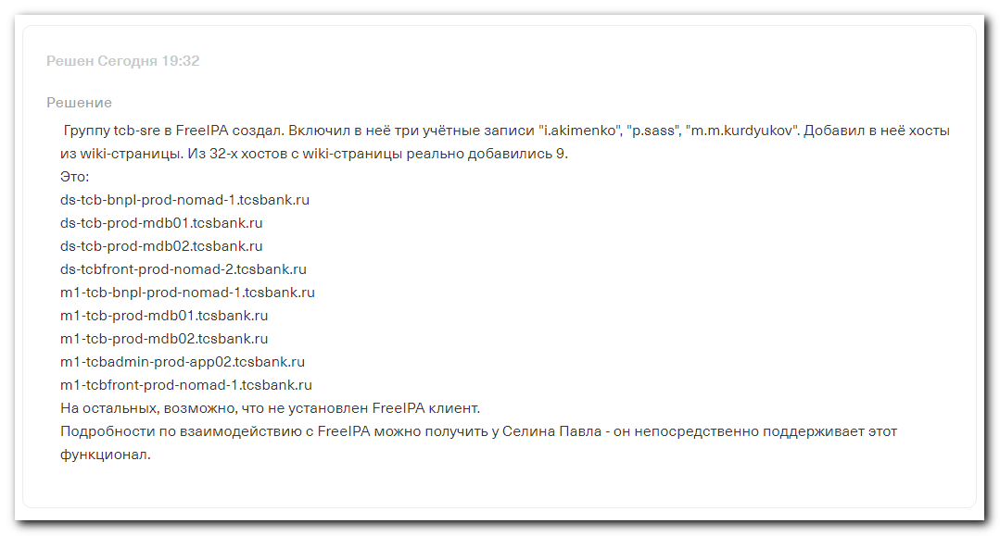 Решен Сегодня 19:32
Решение
Группу tcb-sre в FreeIPA создал. Включил в неё три учётные записи "i.akimenko", "p.sass", "m.m.kurdyukov". Добавил в неё хосты
из wiki-страницы. Из 32-х хостов с wiki-страницы реально добавились 9.
Это:
ds-tcb-bnpl-prod-nomad-1.tcsbank.ru
ds-tcb-prod-mdb01.tcsbank.ru
ds-tcb-prod-mdb02.tcsbank.ru
ds-tcbfront-prod-nomad-2.tcsbank.ru
m1-tcb-bnpl-prod-nomad-1.tcsbank.ru
m1-tcb-prod-mdb01.tcsbank.ru
m1-tcb-prod-mdb02.tcsbank.ru
m1-tcbadmin-prod-app02.tcsbank.ru
m1-tcbfront-prod-nomad-1.tcsbank.ru
На остальных, возможно, что не установлен FreeIPA клиент.
Подробности по взаимодействию с FreeIPA можно получить у Селина Павла - он непосредственно поддерживает этот
функционал.